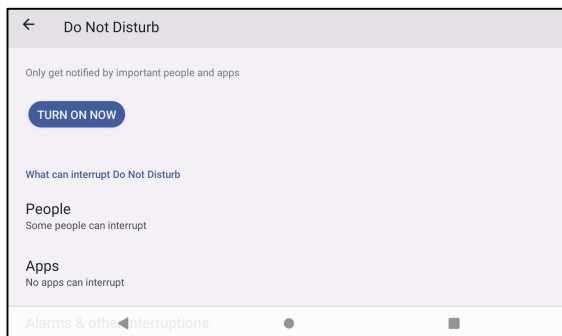 Do Not Disturb
Only get notified by important people and apps
TURN ON NOW
What can interrupt Do Not Disturb
People
Some people can interrupt
Apps
No apps can interrupt
Alarms & other interruptions